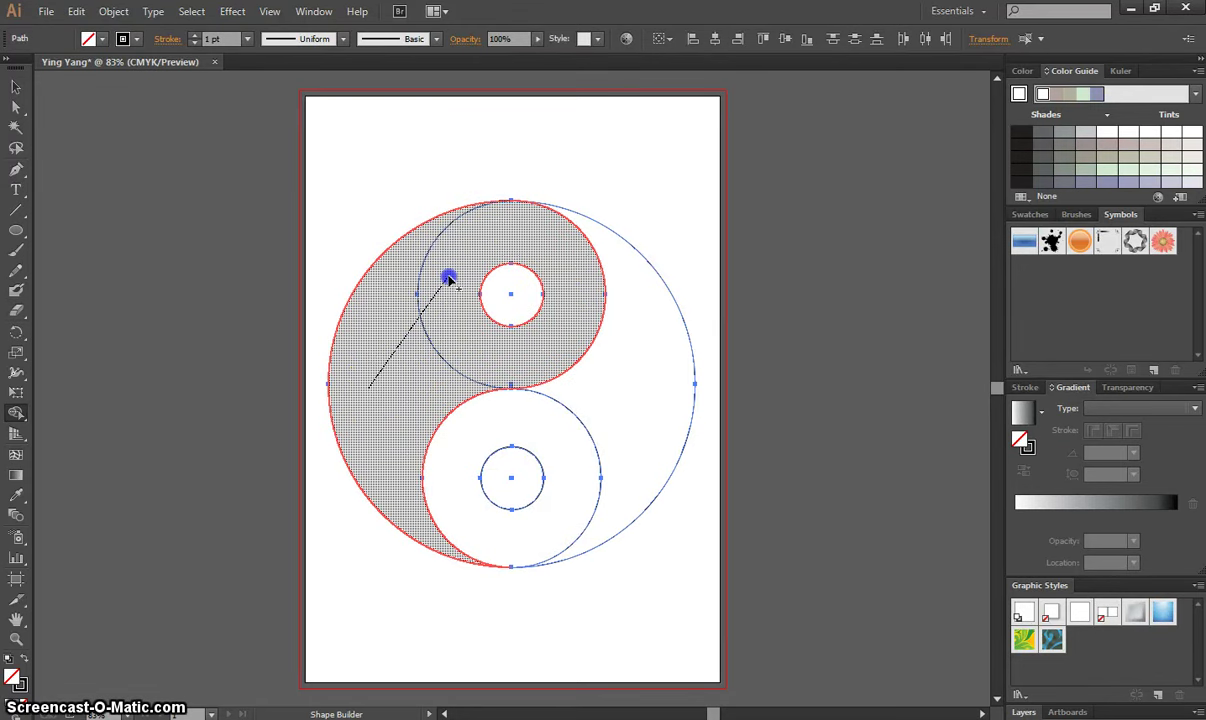 Ai File Edit Object Type Select Effect View Window Help Br Essentials
Path Stroke: 1 pt Uniform Basic Opacity: 100% Style: Transform
Ying Yang* @ 83% (CMYK/Preview) ×
Color Color Guide Kuler
Shades Tints
None
Swatches Brushes Symbols
Stroke Gradient Transparency
Type:
Stroke:
Opacity:
Location:
Graphic Styles
Layers Artboards
Shape Builder
Screencast-O-Matic.com